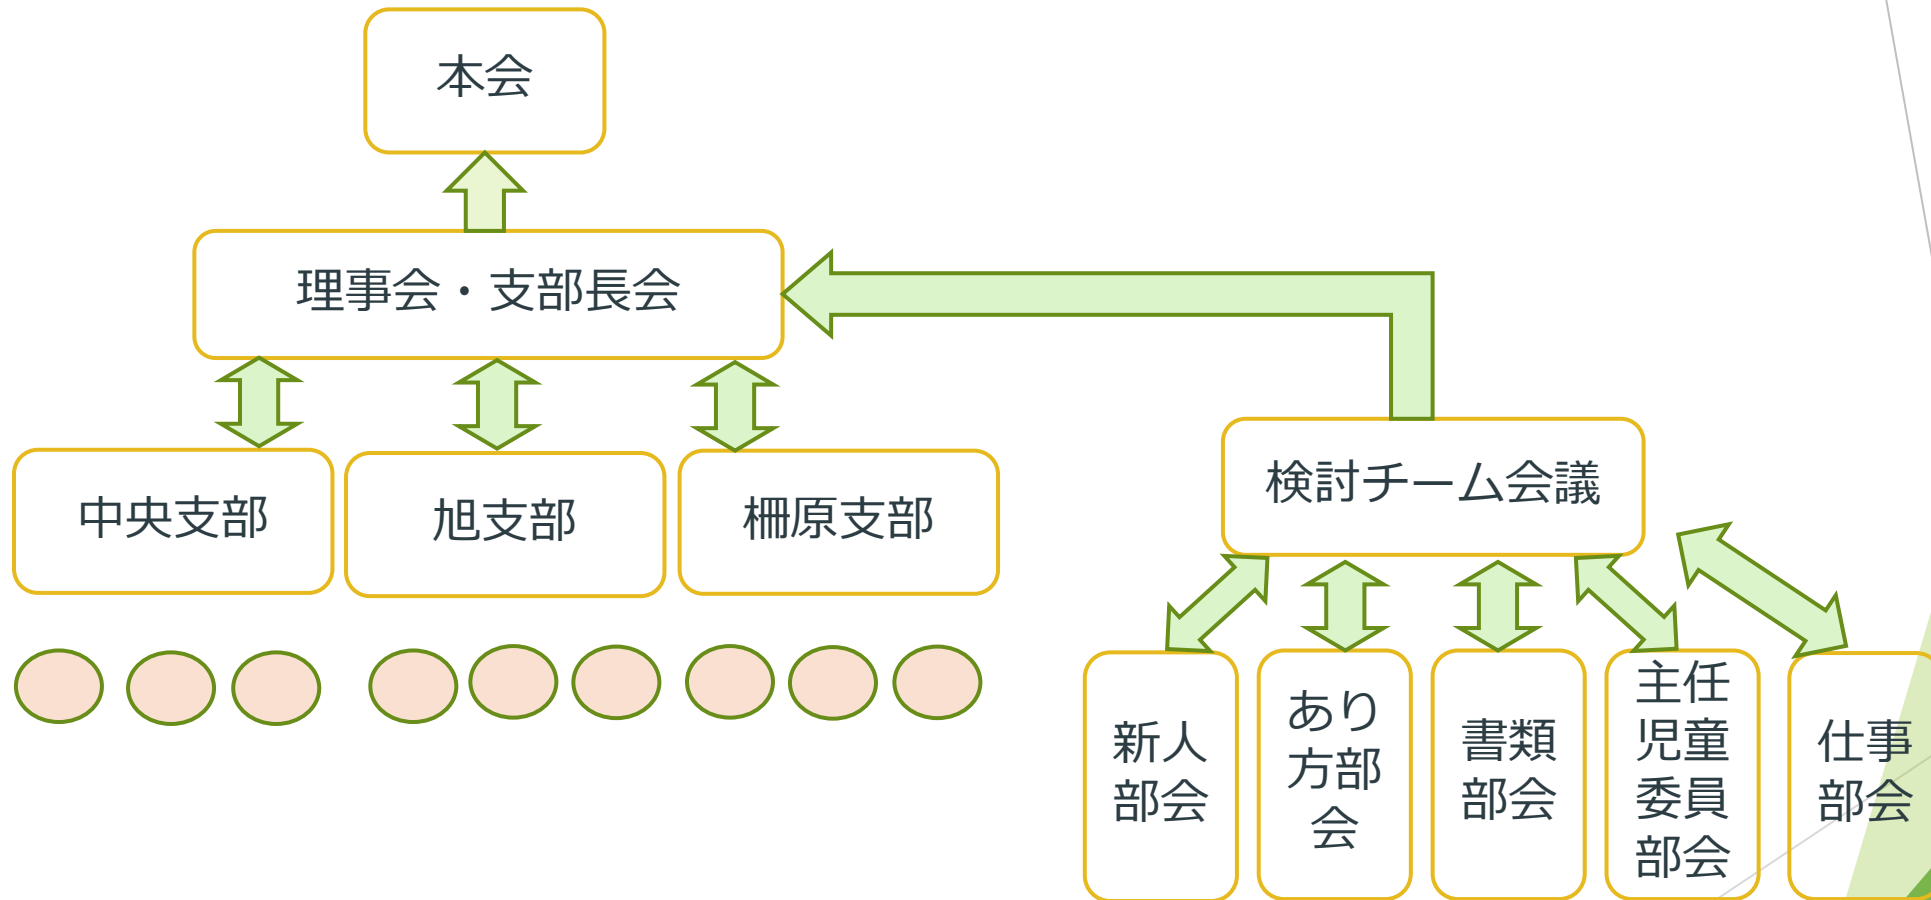 本会
理事会・支部長会
中央支部
旭支部
柵原支部
検討チーム会議
新人
部会
あり
方部
会
書類
部会
主任
児童
委員
部会
仕事
部会